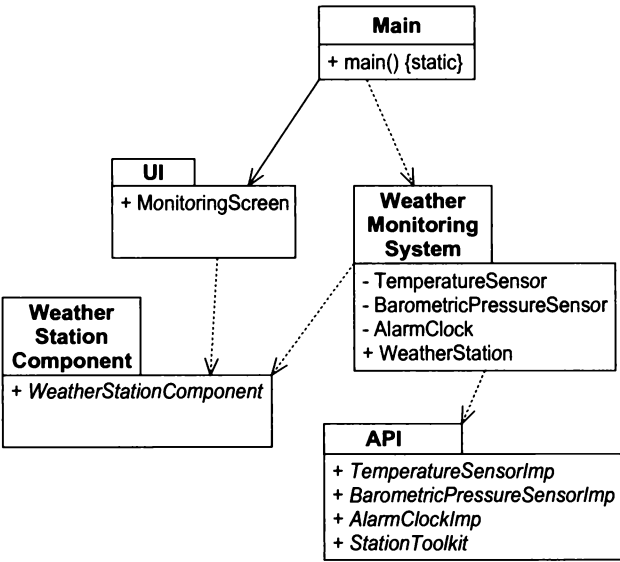 Main
+ main() {static}
UI
+ MonitoringScreen
Weather
Monitoring
System
- TemperatureSensor
- BarometricPressureSensor
- AlarmClock
+ WeatherStation
Weather
Station
Component
+ WeatherStationComponent
API
+ TemperatureSensorImp
+ BarometricPressureSensorImp
+ AlarmClockImp
+ StationToolkit